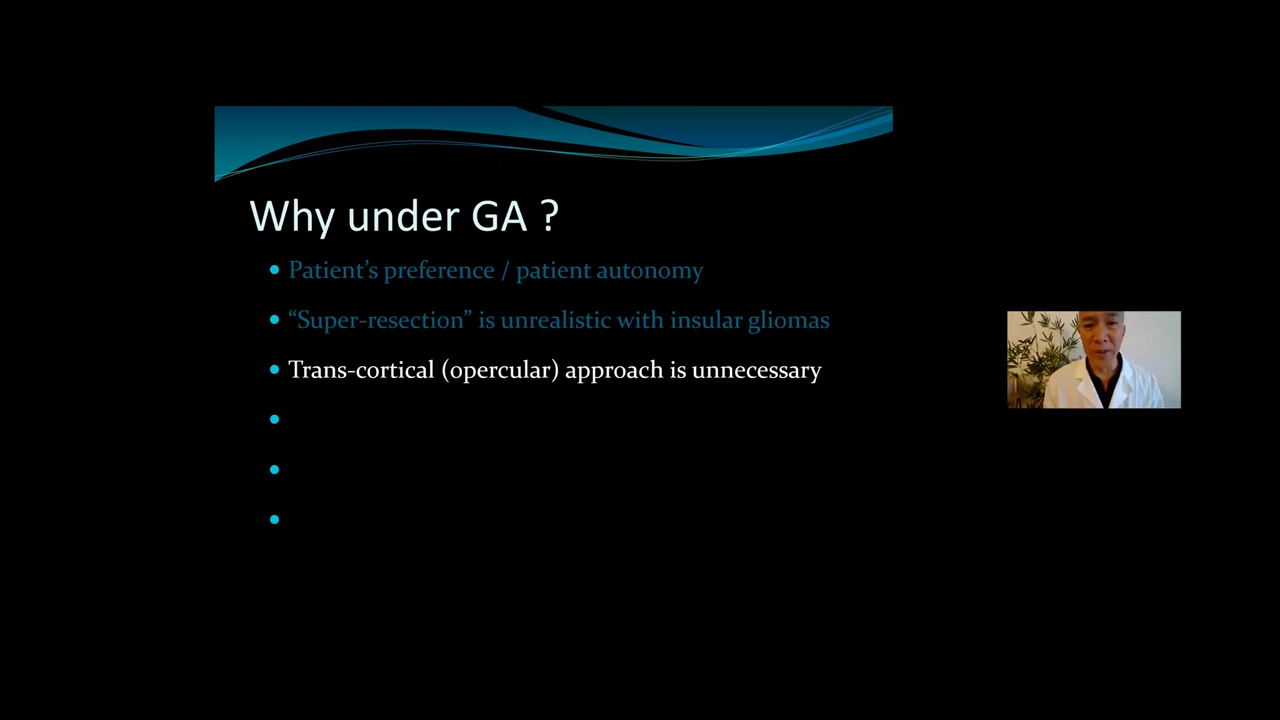 Why under GA ?
Patient’s preference / patient autonomy
“Super-resection” is unrealistic with insular gliomas
Trans-cortical (opercular) approach is unnecessary